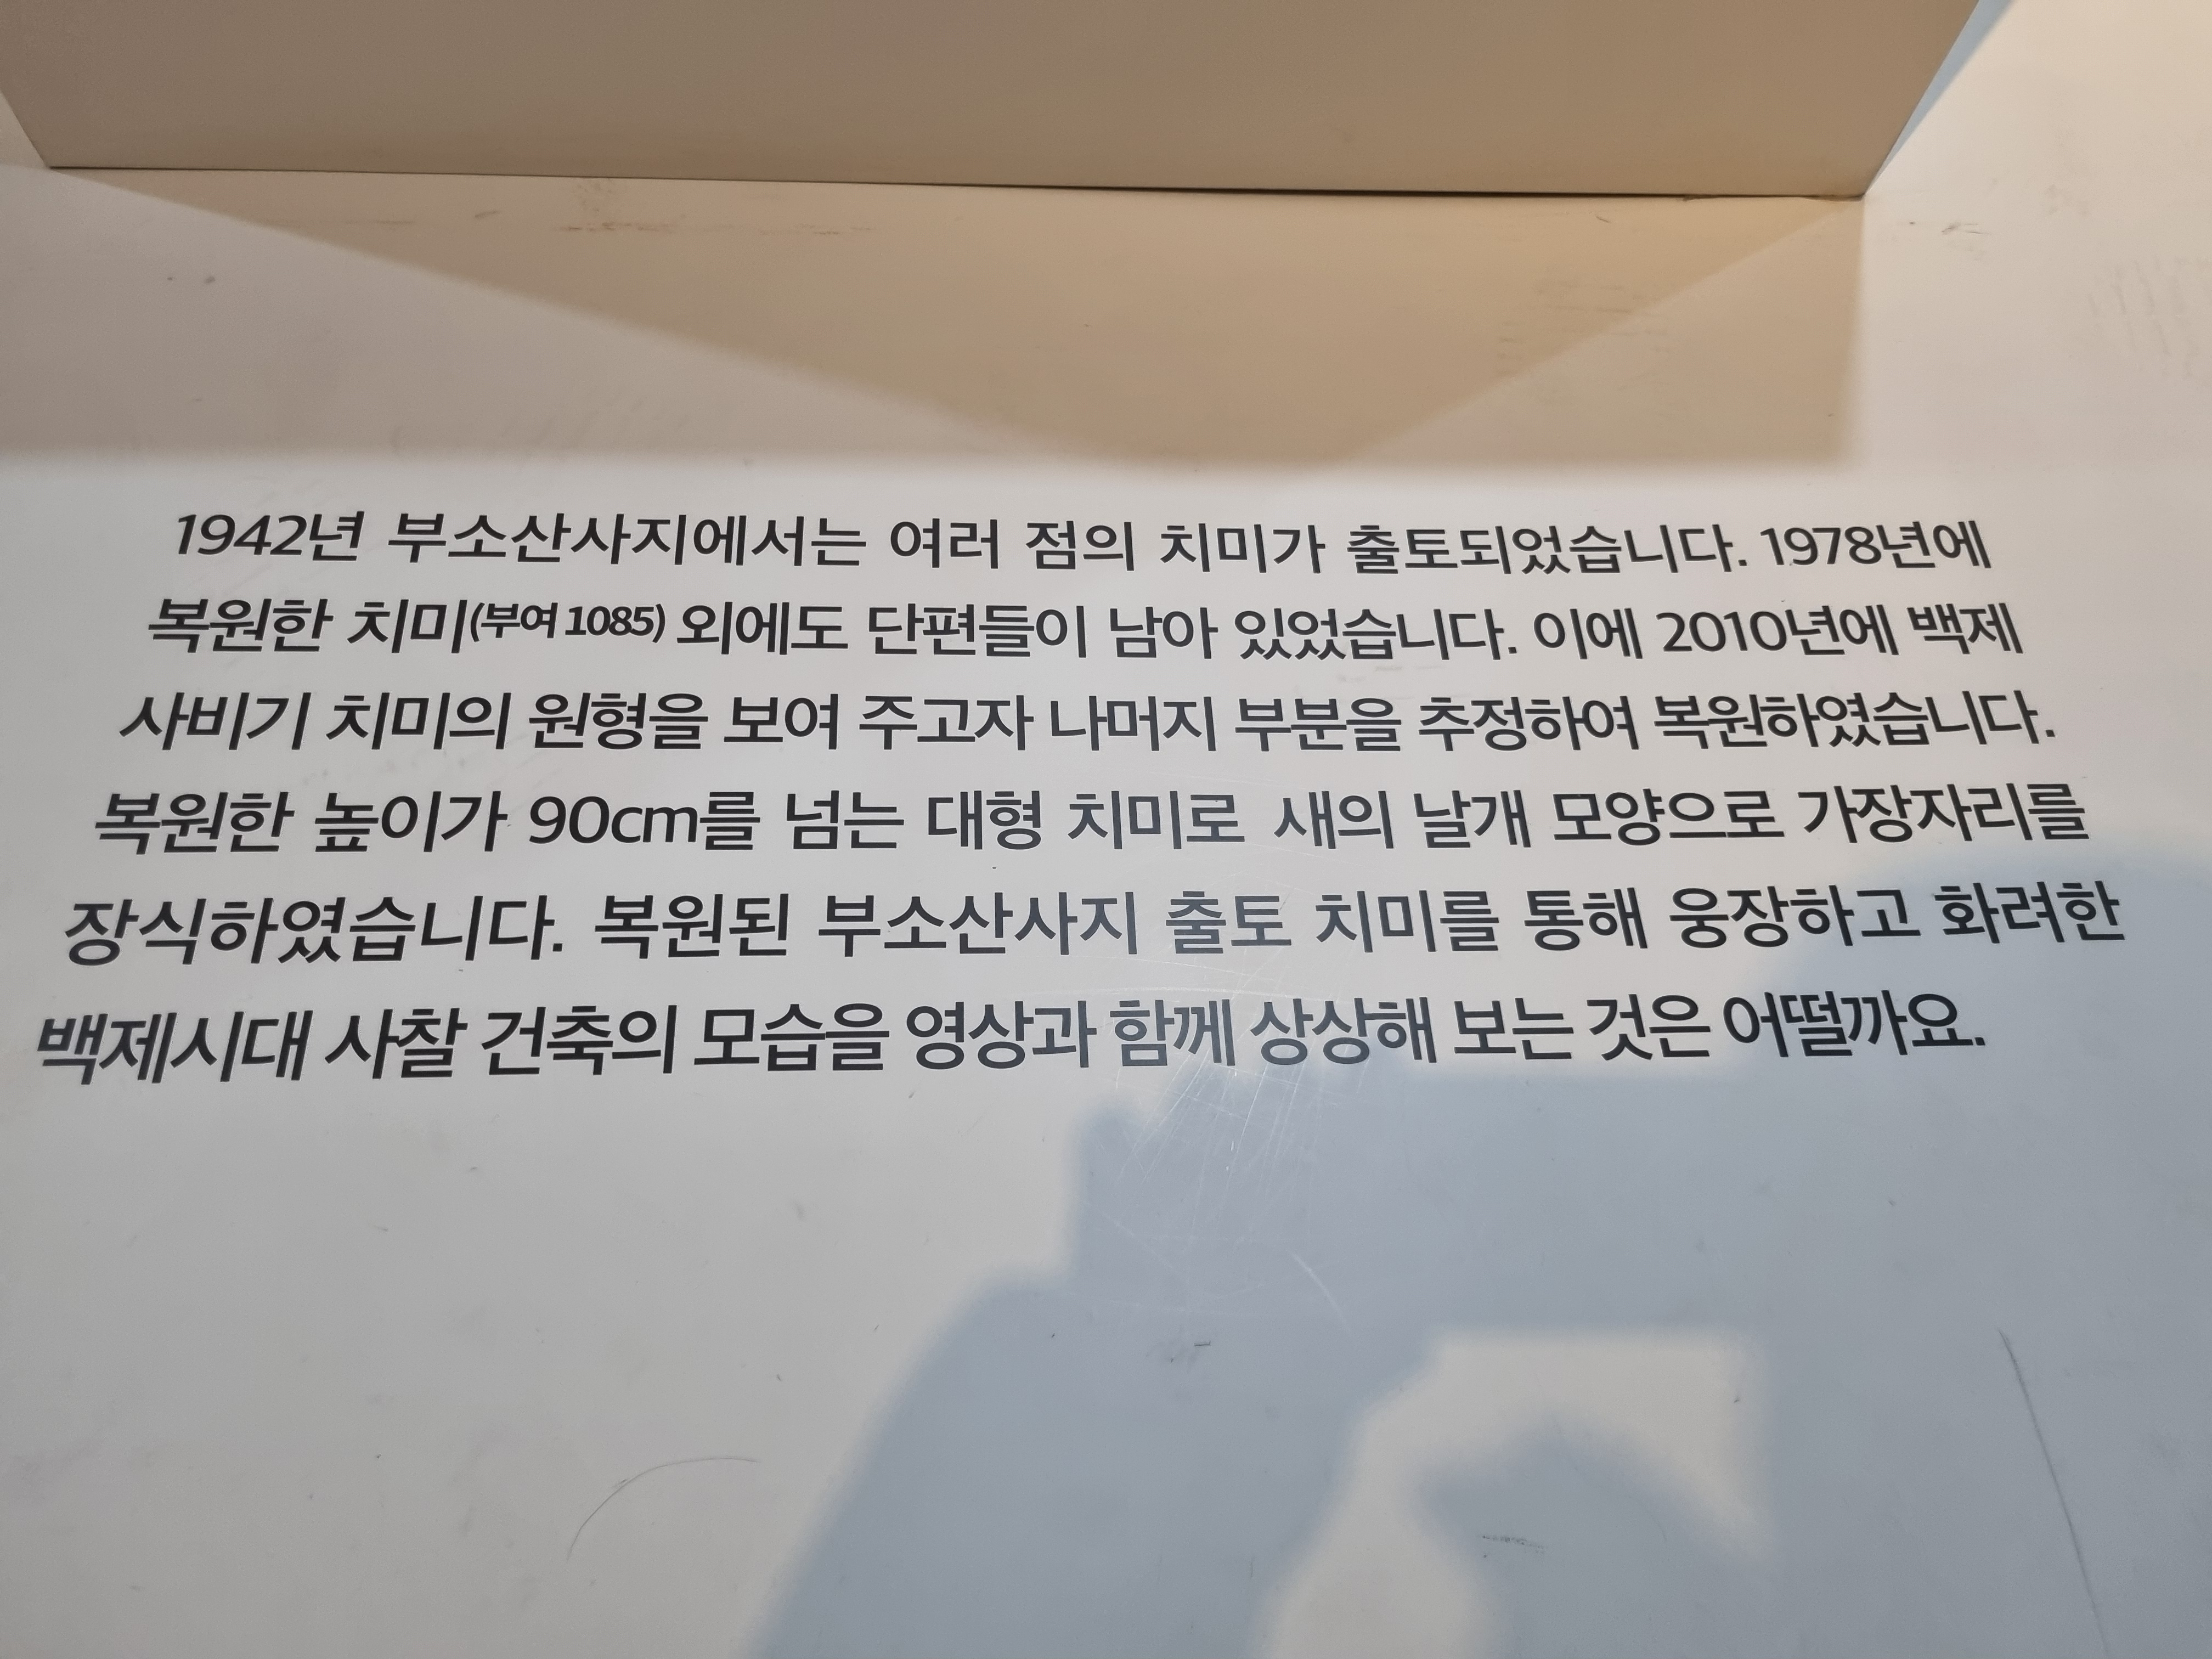 1942년 부소산사지에서는 여러 점의 치미가 출토되었습니다. 1978년에
복원한 치미(부여 1085) 외에도 단편들이 남아 있었습니다. 이에 2010년에 백제
사비기 치미의 원형을 보여 주고자 나머지 부분을 추정하여 복원하였습니다.
복원한 높이가 90cm를 넘는 대형 치미로 새의 날개 모양으로 가장자리를
장식하였습니다. 복원된 부소산사지 출토 치미를 통해 웅장하고 화려한
백제시대 사찰 건축의 모습을 영상과 함께 상상해 보는 것은 어떨까요.